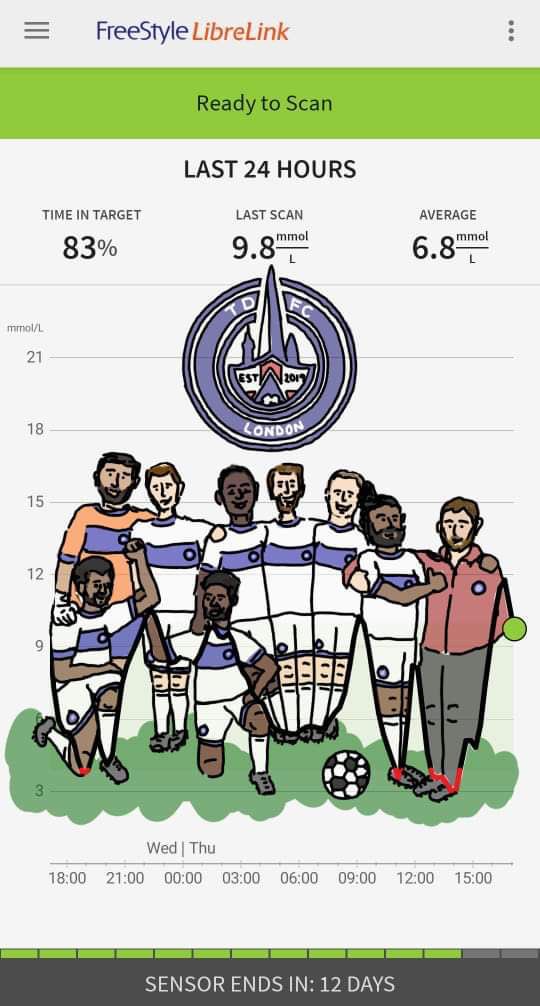 FreeStyle LibreLink
Ready to Scan
LAST 24 HOURS
TIME IN TARGET
LAST SCAN
AVERAGE
83%
9.8 mmol/L
6.8 mmol/L
mmol/L
TD FC
EST 2019
LONDON
21
18
15
12
9
6
3
Wed | Thu
18:00 21:00 00:00 03:00 06:00 09:00 12:00 15:00
SENSOR ENDS IN: 12 DAYS